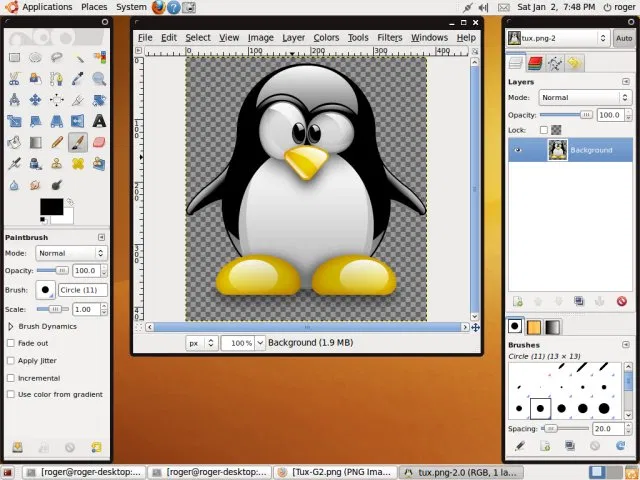 Applications Places System Sat Jan 2, 7:48 PM roger
File Edit Select View Image Layer Colors Tools Filters Windows Help
0 100 200 300
tux.png-2 Auto
Layers
Mode: Normal
Opacity: 100.0
Lock:
Background
Paintbrush
Mode: Normal
Opacity: 100.0
Brush: Circle (11)
Scale: 1.00
Brush Dynamics
Fade out
Apply Jitter
Incremental
Use color from gradient
px 100% Background (1.9 MB)
Brushes
Circle (11) (13 × 13)
Spacing: 20.0
[roger@roger-desktop:... [roger@roger-desktop:... [Tux-G2.png (PNG Ima... tux.png-2.0 (RGB, 1 la...